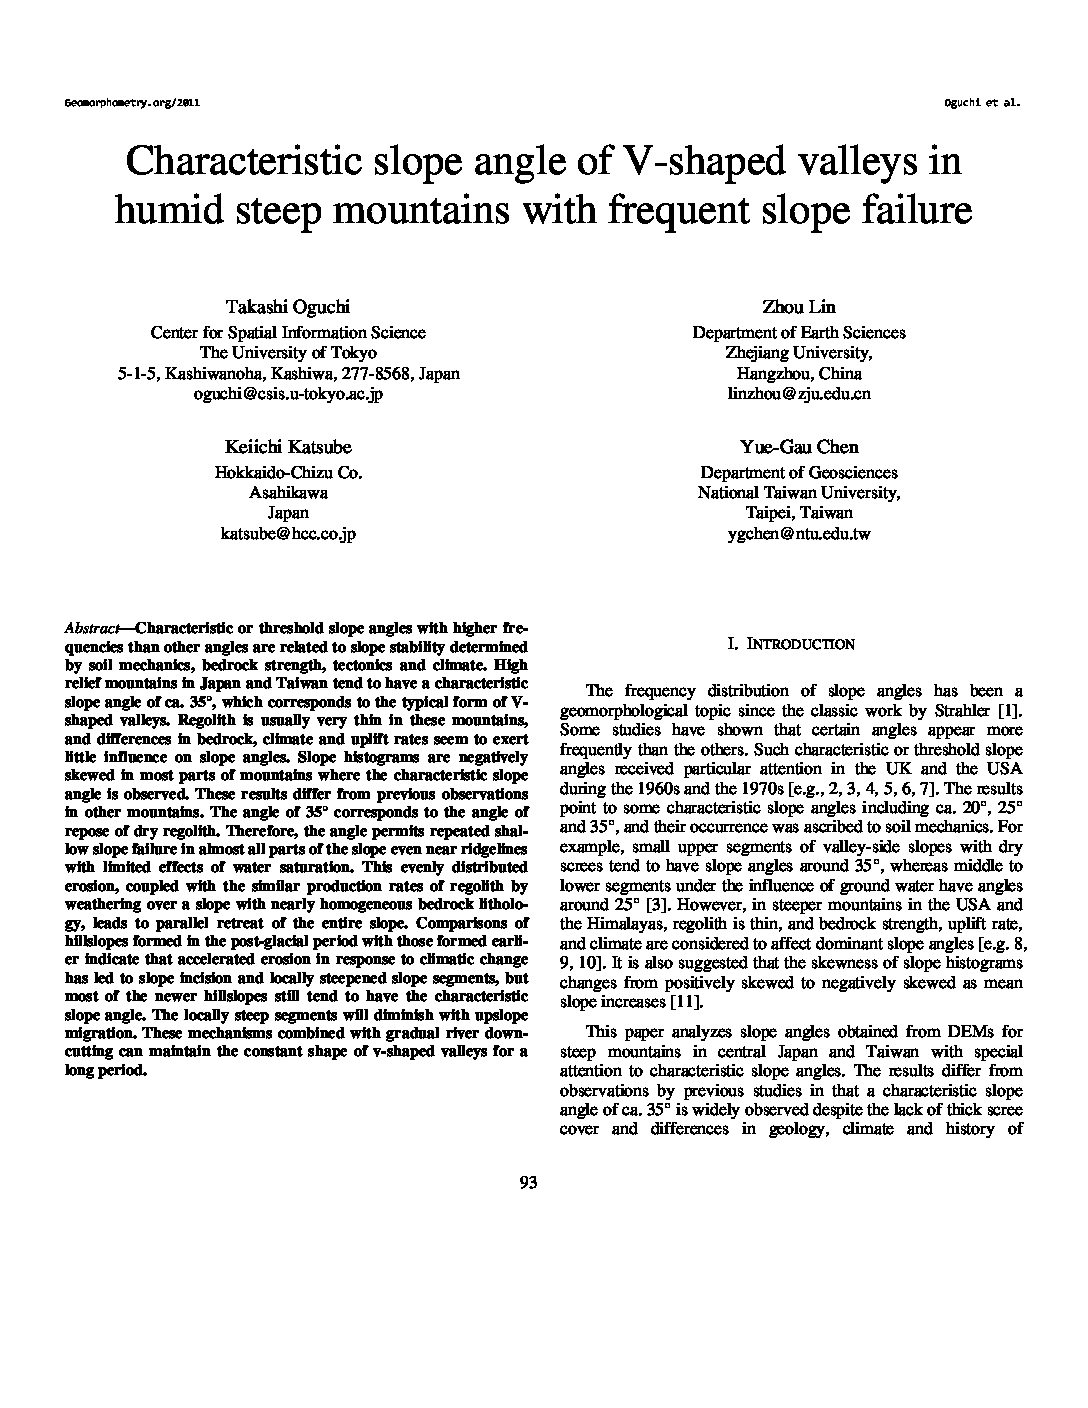 Geomorphometry.org/2011
Oguchi et al.
Characteristic slope angle of V-shaped valleys in
humid steep mountains with frequent slope failure
Takashi Oguchi
Center for Spatial Information Science
The University of Tokyo
5-1-5, Kashiwanoha, Kashiwa, 277-8568, Japan
oguchi@csis.u-tokyo.ac.jp
Zhou Lin
Department of Earth Sciences
Zhejiang University,
Hangzhou, China
linzhou@zju.edu.cn
Keiichi Katsube
Hokkaido-Chizu Co.
Asahikawa
Japan
katsube@hcc.co.jp
Yue-Gau Chen
Department of Geosciences
National Taiwan University,
Taipei, Taiwan
ygchen@ntu.edu.tw
Abstract—Characteristic or threshold slope angles with higher fre-
quencies than other angles are related to slope stability determined
by soil mechanics, bedrock strength, tectonics and climate. High
relief mountains in Japan and Taiwan tend to have a characteristic
slope angle of ca. 35°, which corresponds to the typical form of V-
shaped valleys. Regolith is usually very thin in these mountains,
and differences in bedrock, climate and uplift rates seem to exert
little influence on slope angles. Slope histograms are negatively
skewed in most parts of mountains where the characteristic slope
angle is observed. These results differ from previous observations
in other mountains. The angle of 35° corresponds to the angle of
repose of dry regolith. Therefore, the angle permits repeated shal-
low slope failure in almost all parts of the slope even near ridgelines
with limited effects of water saturation. This evenly distributed
erosion, coupled with the similar production rates of regolith by
weathering over a slope with nearly homogeneous bedrock litholo-
gy, leads to parallel retreat of the entire slope. Comparisons of
hillslopes formed in the post-glacial period with those formed earli-
er indicate that accelerated erosion in response to climatic change
has led to slope incision and locally steepened slope segments, but
most of the newer hillslopes still tend to have the characteristic
slope angle. The locally steep segments will diminish with upslope
migration. These mechanisms combined with gradual river down-
cutting can maintain the constant shape of v-shaped valleys for a
long period.
I. INTRODUCTION
The frequency distribution of slope angles has been a
geomorphological topic since the classic work by Strahler [1].
Some studies have shown that certain angles appear more
frequently than the others. Such characteristic or threshold slope
angles received particular attention in the UK and the USA
during the 1960s and the 1970s [e.g., 2, 3, 4, 5, 6, 7]. The results
point to some characteristic slope angles including ca. 20°, 25°
and 35°, and their occurrence was ascribed to soil mechanics. For
example, small upper segments of valley-side slopes with dry
screes tend to have slope angles around 35°, whereas middle to
lower segments under the influence of ground water have angles
around 25° [3]. However, in steeper mountains in the USA and
the Himalayas, regolith is thin, and bedrock strength, uplift rate,
and climate are considered to affect dominant slope angles [e.g. 8,
9, 10]. It is also suggested that the skewness of slope histograms
changes from positively skewed to negatively skewed as mean
slope increases [11].
This paper analyzes slope angles obtained from DEMs for
steep mountains in central Japan and Taiwan with special
attention to characteristic slope angles. The results differ from
observations by previous studies in that a characteristic slope
angle of ca. 35° is widely observed despite the lack of thick scree
cover and differences in geology, climate and history of
93